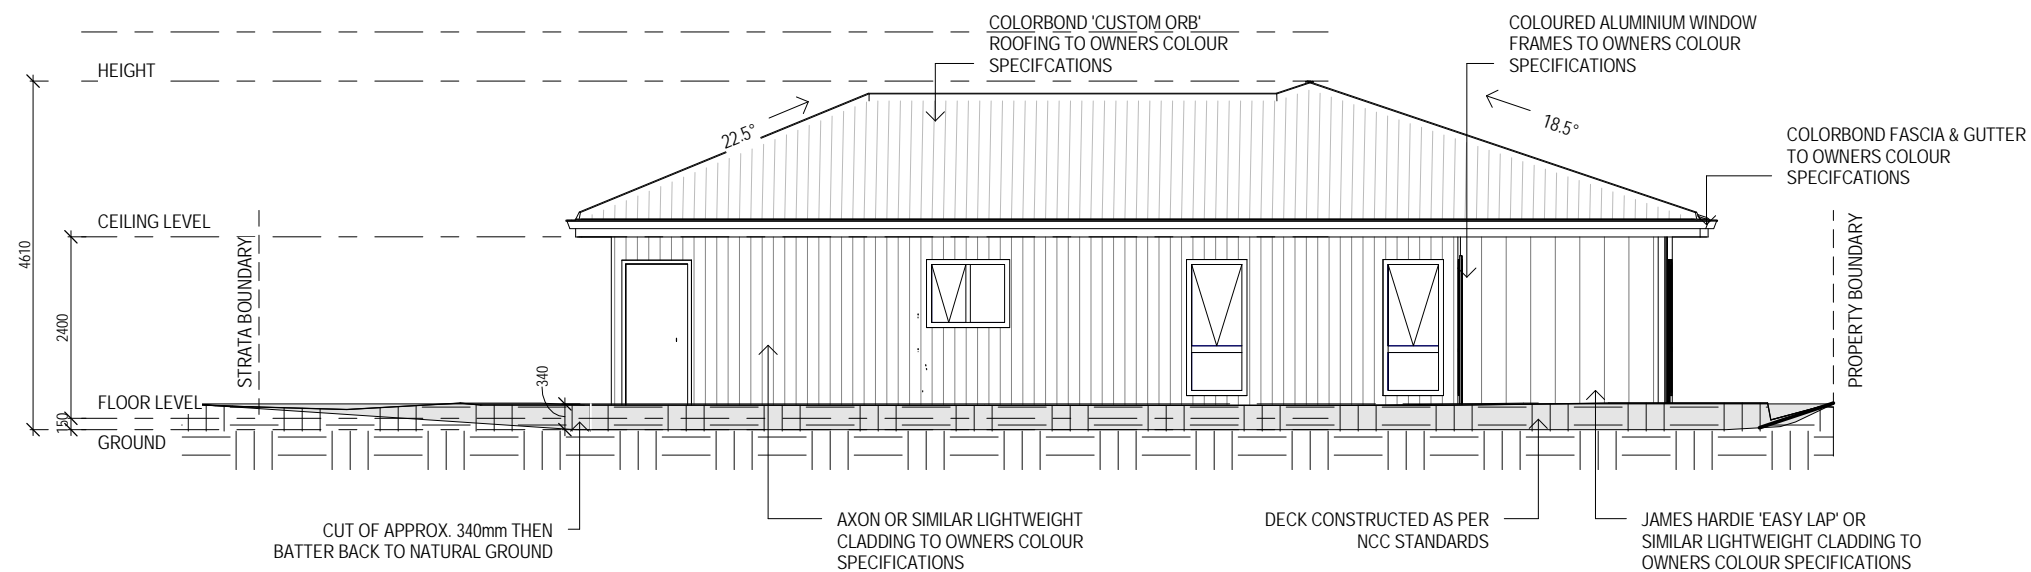 COLORBOND 'CUSTOM ORB'
ROOFING TO OWNERS COLOUR
SPECIFCATIONS
COLOURED ALUMINIUM WINDOW
FRAMES TO OWNERS COLOUR
SPECIFICATIONS
HEIGHT
22.5°
18.5°
COLORBOND FASCIA & GUTTER
TO OWNERS COLOUR
SPECIFCATIONS
CEILING LEVEL
4610
2400
STRATA BOUNDARY
PROPERTY BOUNDARY
340
FLOOR LEVEL
150
GROUND
CUT OF APPROX. 340mm THEN
BATTER BACK TO NATURAL GROUND
AXON OR SIMILAR LIGHTWEIGHT
CLADDING TO OWNERS COLOUR
SPECIFICATIONS
DECK CONSTRUCTED AS PER
NCC STANDARDS
JAMES HARDIE 'EASY LAP' OR
SIMILAR LIGHTWEIGHT CLADDING TO
OWNERS COLOUR SPECIFICATIONS